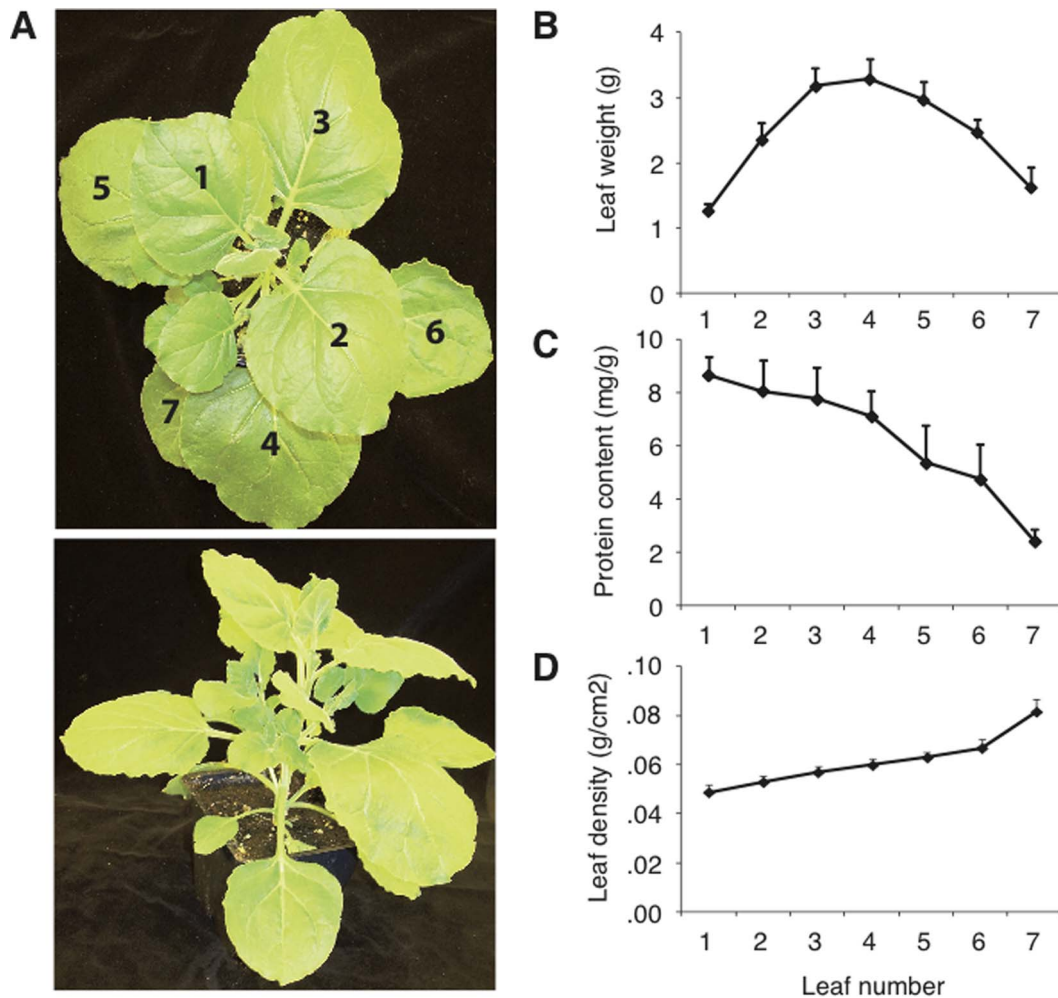 A
3
5
1
2
6
7
4
B
Leaf weight (g)
4
3
2
1
0
1 2 3 4 5 6 7
C
Protein content (mg/g)
10
8
6
4
2
0
1 2 3 4 5 6 7
D
Leaf density (g/cm2)
.10
.08
.06
.04
.02
.00
1 2 3 4 5 6 7
Leaf number